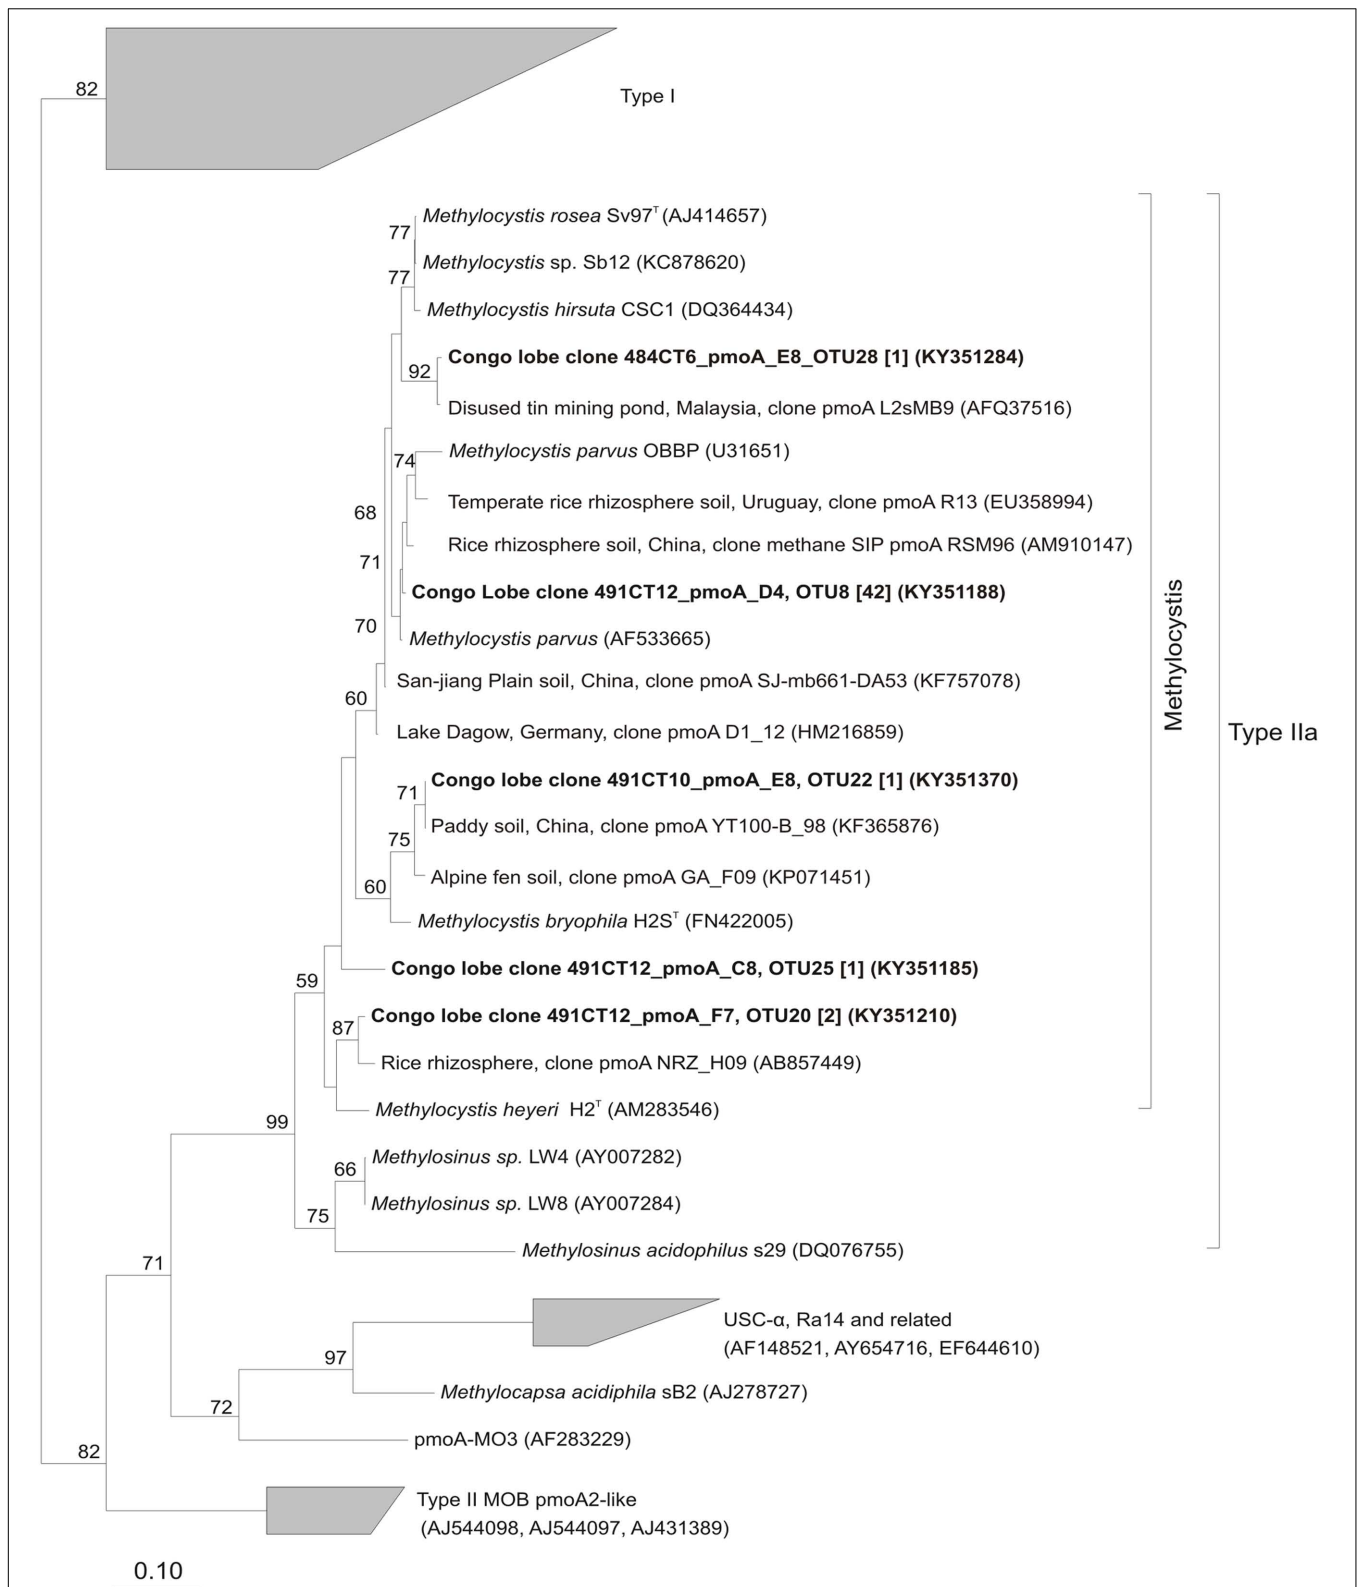 82
Type I
Methylocystis rosea Sv97ᵀ (AJ414657)
77
Methylocystis sp. Sb12 (KC878620)
77
Methylocystis hirsuta CSC1 (DQ364434)
Congo lobe clone 484CT6_pmoA_E8_OTU28 [1] (KY351284)
92
Disused tin mining pond, Malaysia, clone pmoA L2sMB9 (AFQ37516)
Methylocystis parvus OBBP (U31651)
74
Temperate rice rhizosphere soil, Uruguay, clone pmoA R13 (EU358994)
68
Rice rhizosphere soil, China, clone methane SIP pmoA RSM96 (AM910147)
71
Congo Lobe clone 491CT12_pmoA_D4, OTU8 [42] (KY351188)
70
Methylocystis parvus (AF533665)
San-jiang Plain soil, China, clone pmoA SJ-mb661-DA53 (KF757078)
60
Lake Dagow, Germany, clone pmoA D1_12 (HM216859)
Methylocystis
Type IIa
Congo lobe clone 491CT10_pmoA_E8, OTU22 [1] (KY351370)
71
Paddy soil, China, clone pmoA YT100-B_98 (KF365876)
75
Alpine fen soil, clone pmoA GA_F09 (KP071451)
60
Methylocystis bryophila H2Sᵀ (FN422005)
Congo lobe clone 491CT12_pmoA_C8, OTU25 [1] (KY351185)
59
Congo lobe clone 491CT12_pmoA_F7, OTU20 [2] (KY351210)
87
Rice rhizosphere, clone pmoA NRZ_H09 (AB857449)
Methylocystis heyeri H2ᵀ (AM283546)
99
Methylosinus sp. LW4 (AY007282)
66
Methylosinus sp. LW8 (AY007284)
75
Methylosinus acidophilus s29 (DQ076755)
71
USC-α, Ra14 and related
(AF148521, AY654716, EF644610)
97
Methylocapsa acidiphila sB2 (AJ278727)
72
pmoA-MO3 (AF283229)
82
Type II MOB pmoA2-like
(AJ544098, AJ544097, AJ431389)
0.10